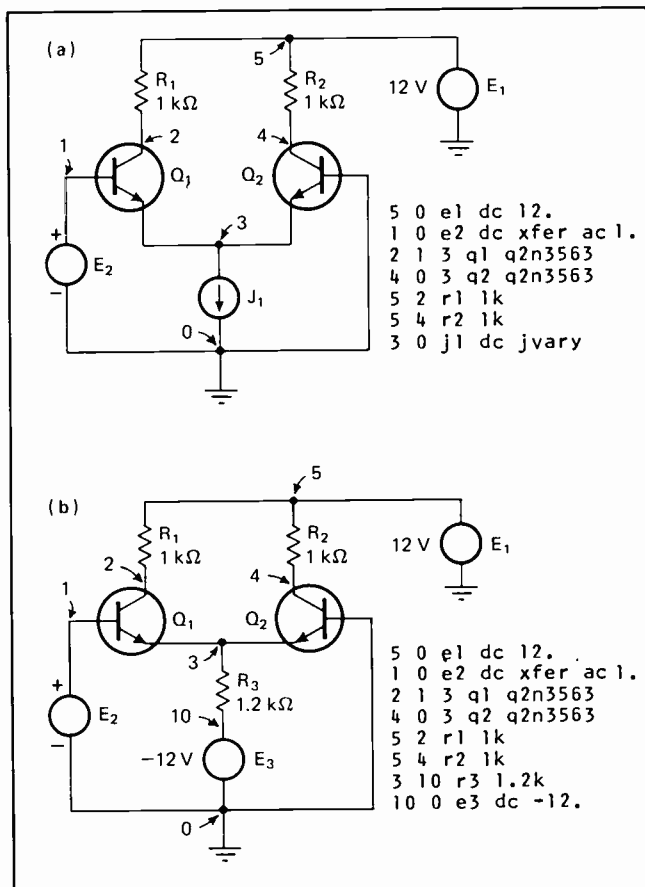 (a)
5
R1
1 kΩ
R2
1 kΩ
12 V
E1
1
2
4
Q1
Q2
3
+
E2
-
J1
0
5 0 e1 dc 12.
1 0 e2 dc xfer ac 1.
2 1 3 q1 q2n3563
4 0 3 q2 q2n3563
5 2 r1 1k
5 4 r2 1k
3 0 j1 dc jvary
(b)
5
R1
1 kΩ
R2
1 kΩ
12 V
E1
1
2
4
Q1
Q2
3
R3
1.2 kΩ
10
+
E2
-
-12 V
E3
0
5 0 e1 dc 12.
1 0 e2 dc xfer ac 1.
2 1 3 q1 q2n3563
4 0 3 q2 q2n3563
5 2 r1 1k
5 4 r2 1k
3 10 r3 1.2k
10 0 e3 dc -12.